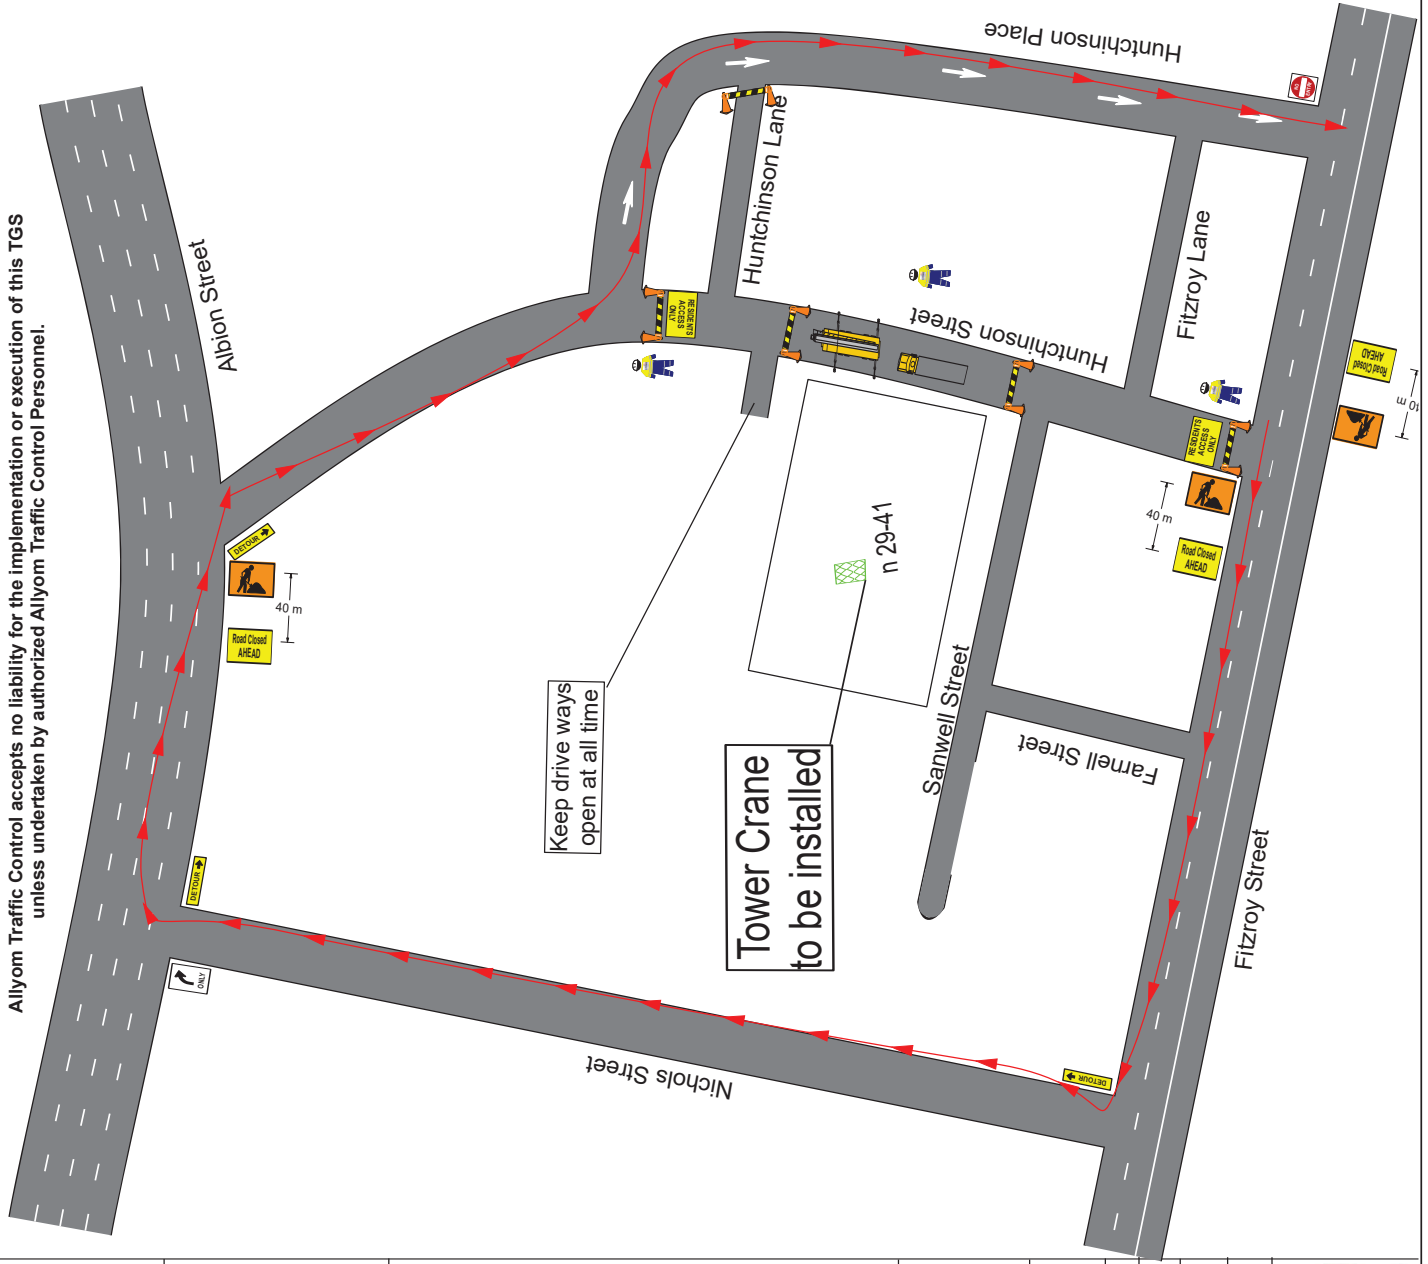 Allyom Traffic Control accepts no liability for the implementation or execution of this TGS
unless undertaken by authorized Allyom Traffic Control Personnel.
Albion Street
DETOUR
Road Closed
AHEAD
40 m
DETOUR
ONLY
Huntchinson Place
Huntchinson Lane
RESIDENTS
ACCESS
ONLY
Huntchinson Street
Fitzroy Lane
Keep drive ways
open at all time
n 29-41
Tower Crane
to be installed
Sanwell Street
Farnell Street
RESIDENTS
ACCESS
ONLY
40 m
Road Closed
AHEAD
Road Closed
AHEAD
Nichols Street
DETOUR
Fitzroy Street